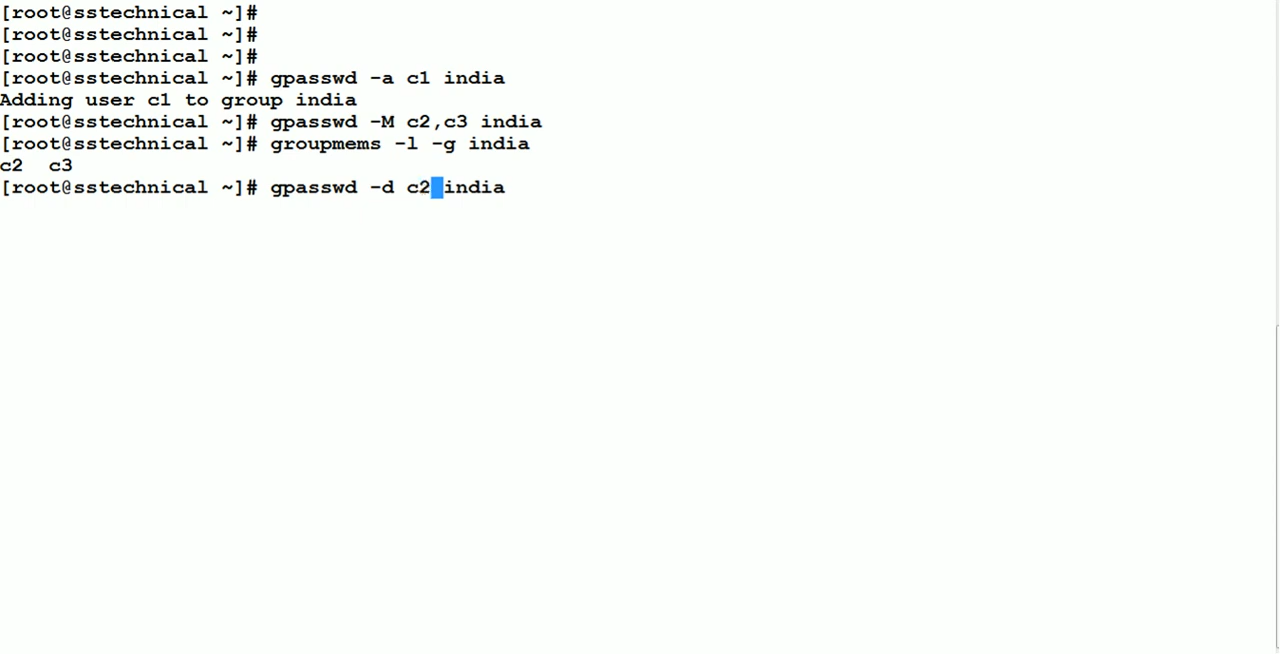 [root@sstechnical ~]#
[root@sstechnical ~]#
[root@sstechnical ~]#
[root@sstechnical ~]# gpasswd -a c1 india
Adding user c1 to group india
[root@sstechnical ~]# gpasswd -M c2,c3 india
[root@sstechnical ~]# groupmems -l -g india
c2  c3
[root@sstechnical ~]# gpasswd -d c2 india